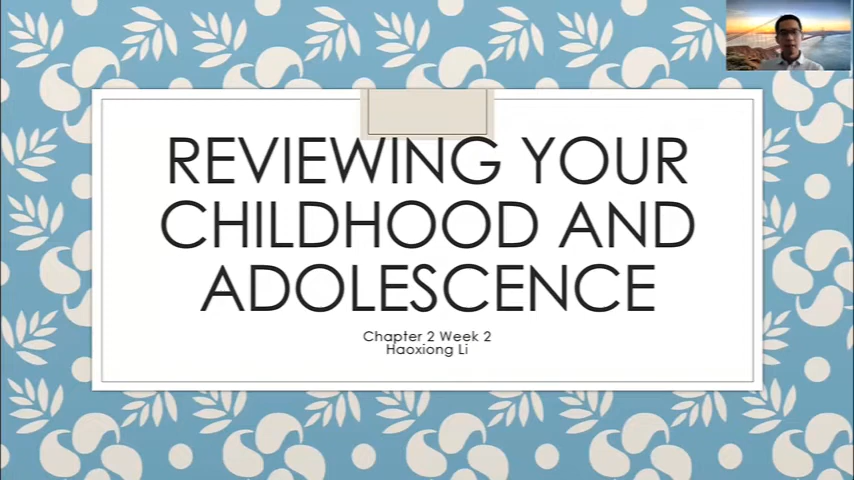 REVIEWING YOUR
CHILDHOOD AND
ADOLESCENCE
Chapter 2 Week 2
Haoxiong Li